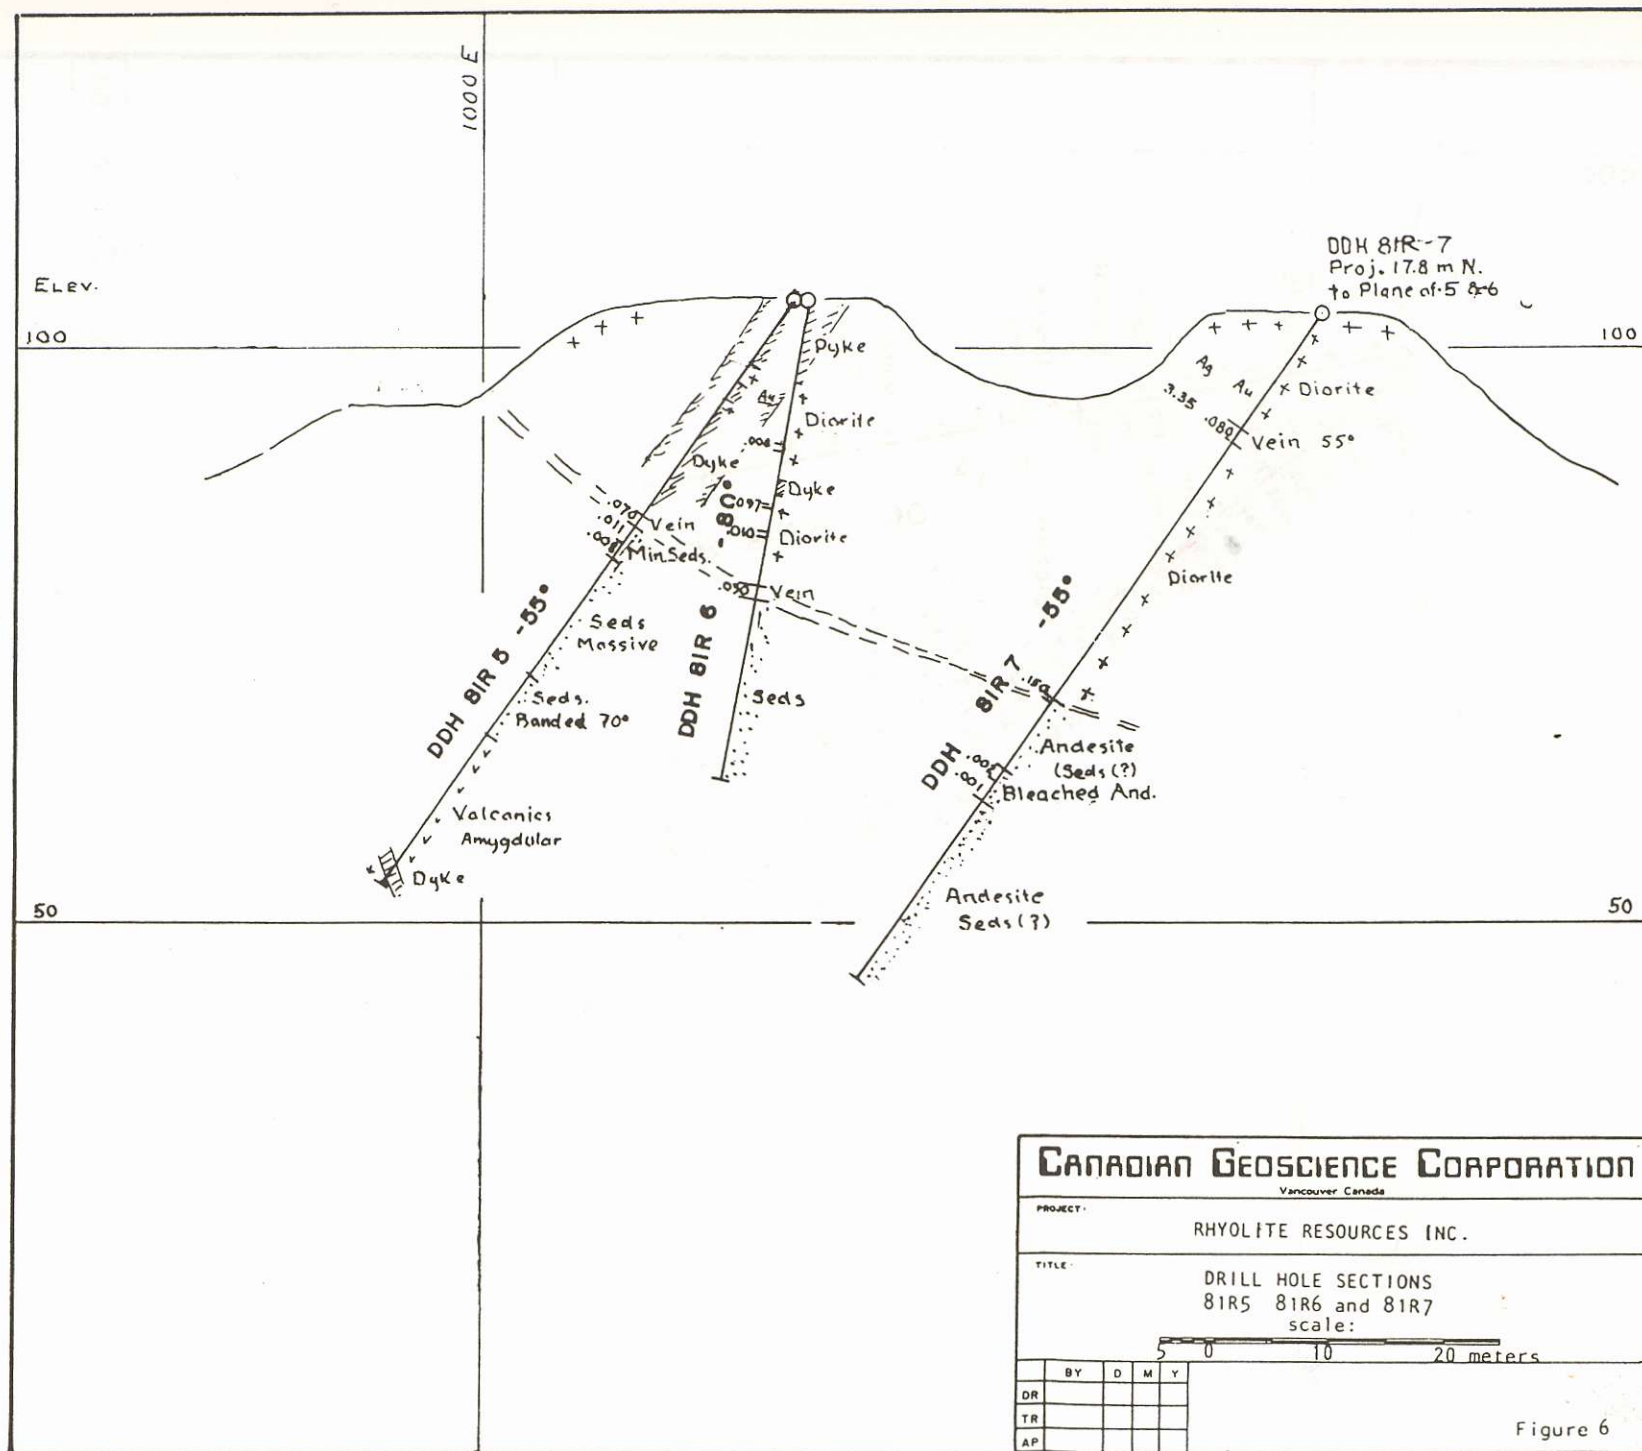 1000 E
ELEV.
100
100
DDH 81R-7
Proj. 17.8 m N.
to Plane of 5 & 6
Dyke
Diorite
Au
.008
Dyke
Dyke
.097
.010
Diorite
-80°
.070
.011
Vein
Min Seds.
.050
Vein
Seds
Massive
DDH 81R 5 -55°
DDH 81R 6
Seds.
Banded 70°
Seds
Volcanics
Amygdular
Dyke
Ag Au
3.35 .082
Diorite
Vein 55°
Diorite
DDH 81R 7 -55°
Andesite
(Seds(?)
.002
.001
Bleached And.
Andesite
Seds(?)
50
50
CANADIAN GEOSCIENCE CORPORATION
Vancouver Canada
PROJECT:
RHYOLITE RESOURCES INC.
TITLE:
DRILL HOLE SECTIONS
81R5 81R6 and 81R7
scale:
5 0 10 20 meters
BY D M Y
DR
TR
AP
Figure 6